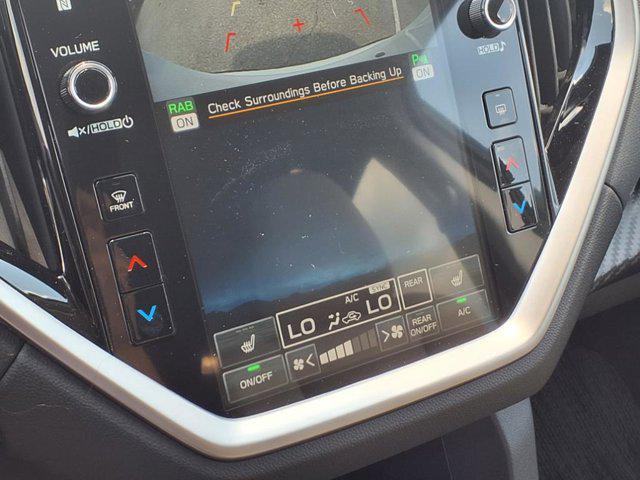 VOLUME
HOLD
RAB
ON
Check Surroundings Before Backing Up
ON
HOLD
FRONT
A/C
SYNC
LO
LO
REAR
ON/OFF
REAR
ON/OFF
A/C